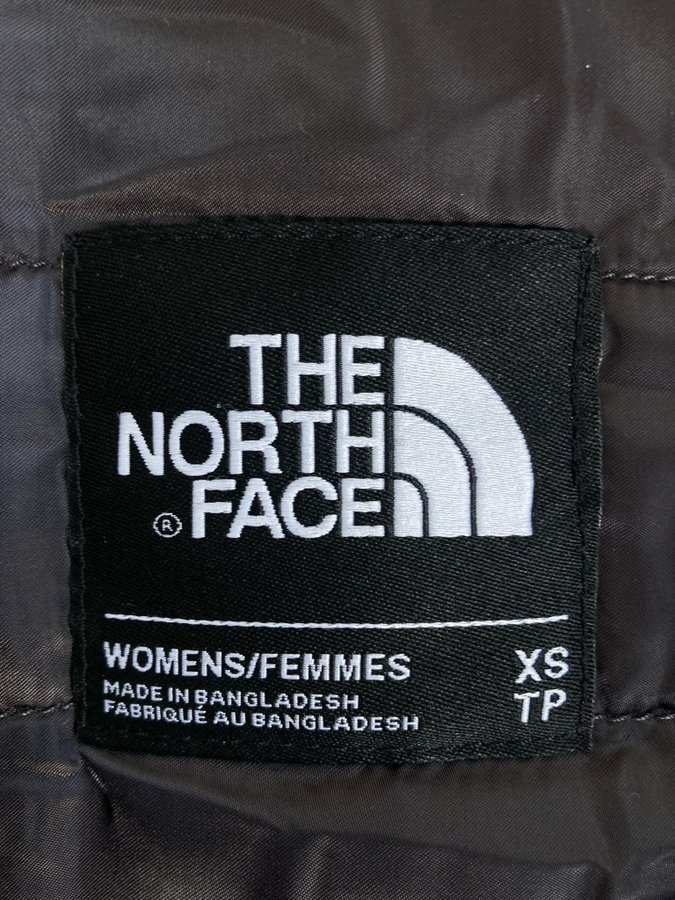 THE
NORTH
® FACE
WOMENS/FEMMES XS
MADE IN BANGLADESH TP
FABRIQUÉ AU BANGLADESH